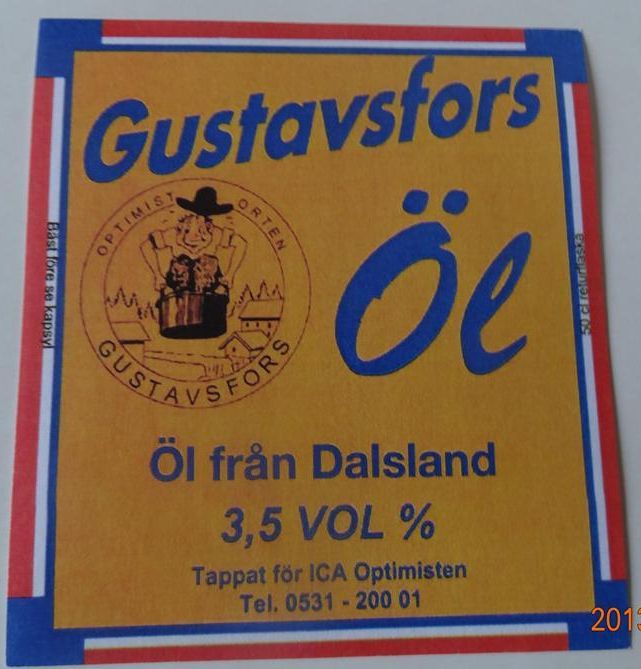 Gustavsfors
Öl
OPTIMIST ORTEN
GUSTAVSFORS
Bäst före se kapsyl
50 cl returflaska
Öl från Dalsland
3,5 VOL %
Tappat för ICA Optimisten
Tel. 0531 - 200 01
2013